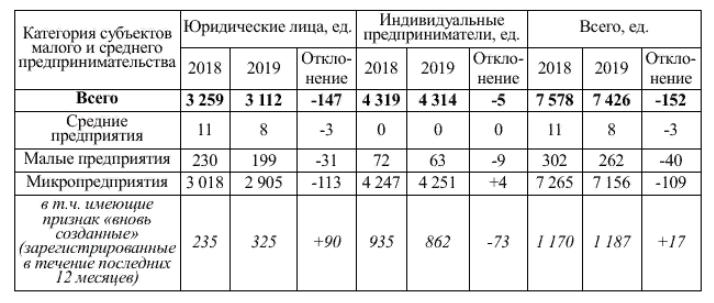 Категория субъектов малого и среднего предпринимательства | Юридические лица, ед. | Индивидуальные предприниматели, ед. | Всего, ед.
2018 | 2019 | Откло-нение | 2018 | 2019 | Откло-нение | 2018 | 2019 | Откло-нение
Всего | 3 259 | 3 112 | -147 | 4 319 | 4 314 | -5 | 7 578 | 7 426 | -152
Средние предприятия | 11 | 8 | -3 | 0 | 0 | 0 | 11 | 8 | -3
Малые предприятия | 230 | 199 | -31 | 72 | 63 | -9 | 302 | 262 | -40
Микропредприятия | 3 018 | 2 905 | -113 | 4 247 | 4 251 | +4 | 7 265 | 7 156 | -109
в т.ч. имеющие признак «вновь созданные» (зарегистрированные в течение последних 12 месяцев) | 235 | 325 | +90 | 935 | 862 | -73 | 1 170 | 1 187 | +17